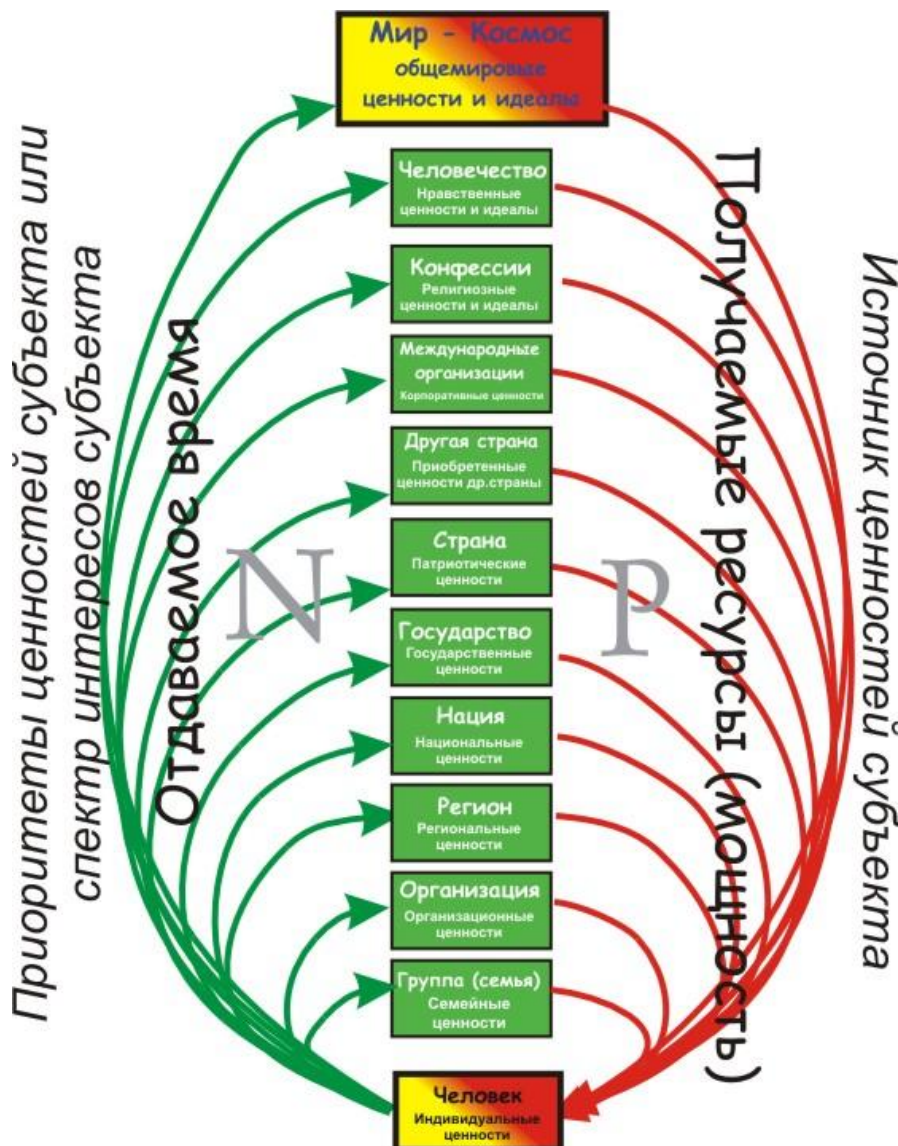 Мир - Космос
общемировые
ценности и идеалы
Человечество
Нравственные
ценности и идеалы
Конфессии
Религиозные
ценности и идеалы
Международные
организации
Корпоративные ценности
Другая страна
Приобретенные
ценности др.страны
Страна
Патриотические
ценности
Государство
Государственные
ценности
Нация
Национальные
ценности
Регион
Региональные
ценности
Организация
Организационные
ценности
Группа (семья)
Семейные
ценности
Человек
Индивидуальные
ценности
Приоритеты ценностей субъекта или
спектр интересов субъекта
Отдаваемое время
N
P
Получаемые ресурсы (мощность)
Источник ценностей субъекта